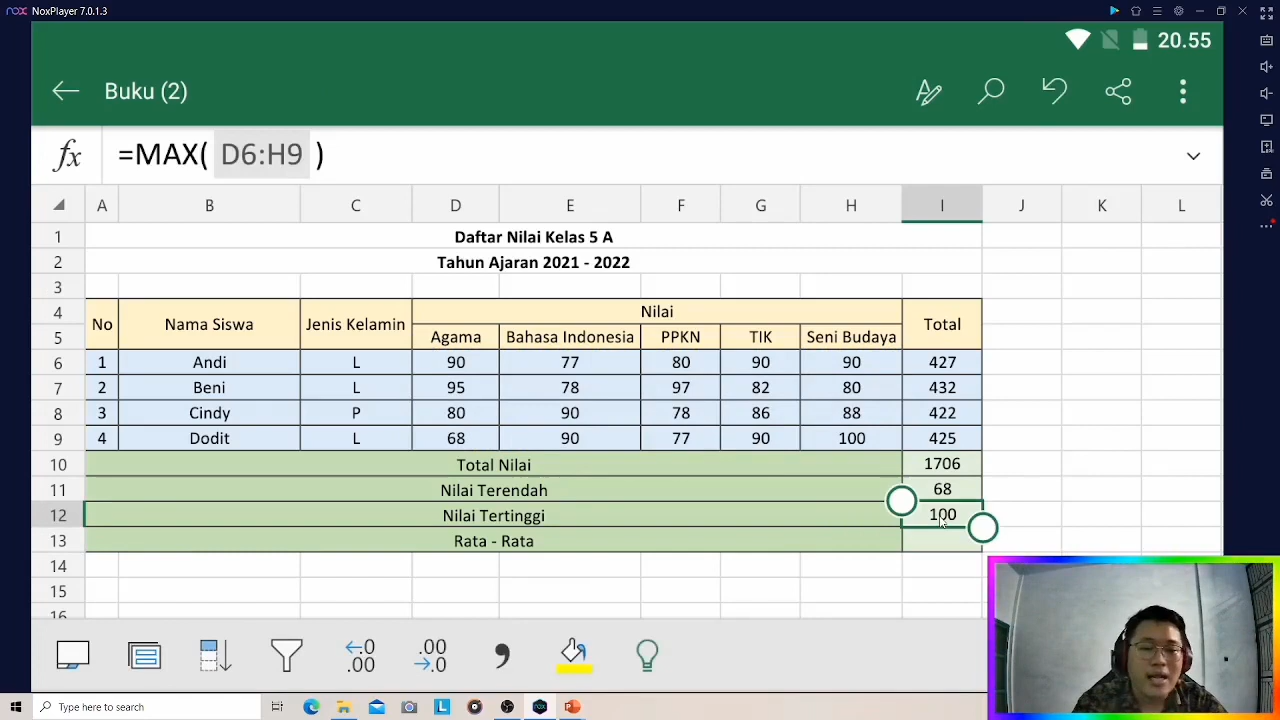 NoxPlayer 7.0.1.3
20.55
Buku (2)
fx =MAX( D6:H9 )
A B C D E F G H I J K L
1 Daftar Nilai Kelas 5 A
2 Tahun Ajaran 2021 - 2022
3
4 No Nama Siswa Jenis Kelamin Nilai Total
5 Agama Bahasa Indonesia PPKN TIK Seni Budaya
6 1 Andi L 90 77 80 90 90 427
7 2 Beni L 95 78 97 82 80 432
8 3 Cindy P 80 90 78 86 88 422
9 4 Dodit L 68 90 77 90 100 425
10 Total Nilai 1706
11 Nilai Terendah 68
12 Nilai Tertinggi 100
13 Rata - Rata
14
15
16
←0 .00
.00 →.0
Type here to search